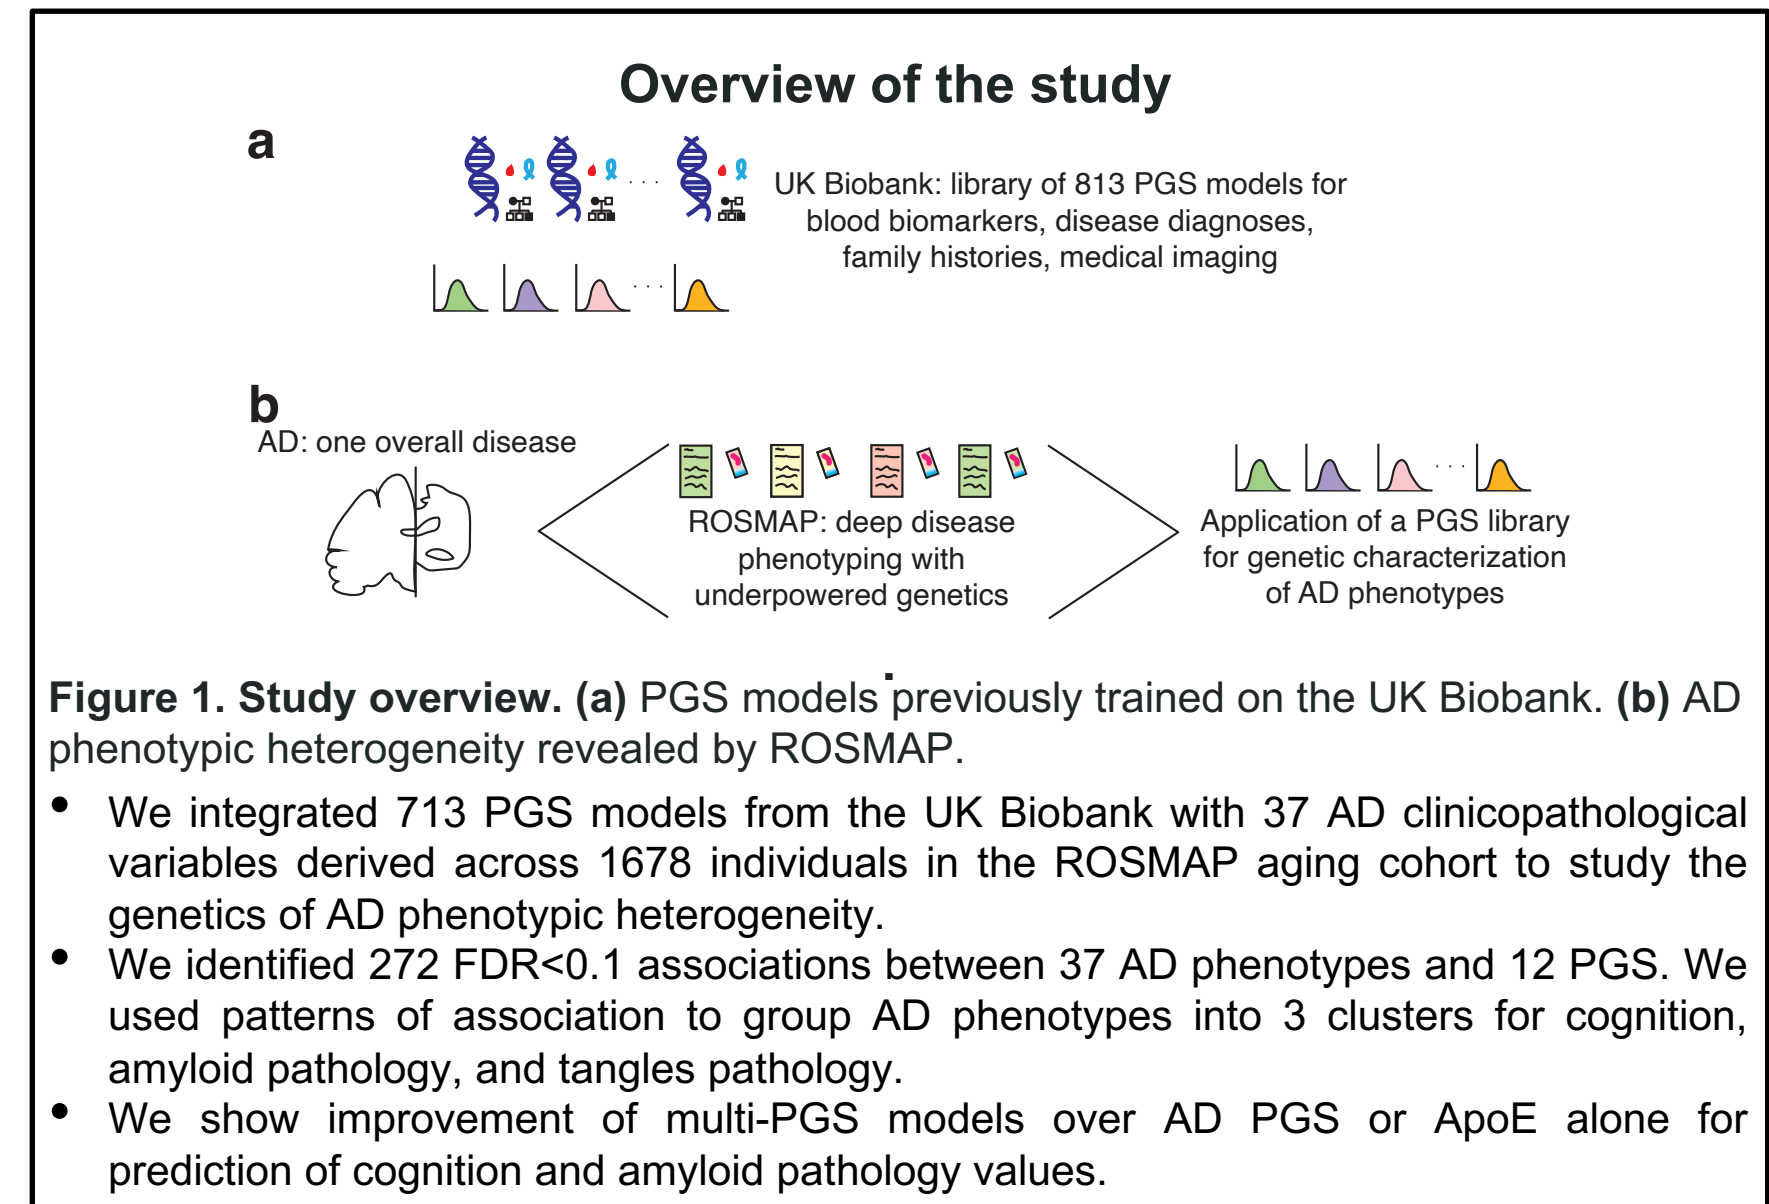 Overview of the study
a
UK Biobank: library of 813 PGS models for
blood biomarkers, disease diagnoses,
family histories, medical imaging
b
AD: one overall disease
ROSMAP: deep disease
phenotyping with
underpowered genetics
Application of a PGS library
for genetic characterization
of AD phenotypes
Figure 1. Study overview. (a) PGS models previously trained on the UK Biobank. (b) AD
phenotypic heterogeneity revealed by ROSMAP.
• We integrated 713 PGS models from the UK Biobank with 37 AD clinicopathological
variables derived across 1678 individuals in the ROSMAP aging cohort to study the
genetics of AD phenotypic heterogeneity.
• We identified 272 FDR<0.1 associations between 37 AD phenotypes and 12 PGS. We
used patterns of association to group AD phenotypes into 3 clusters for cognition,
amyloid pathology, and tangles pathology.
• We show improvement of multi-PGS models over AD PGS or ApoE alone for
prediction of cognition and amyloid pathology values.